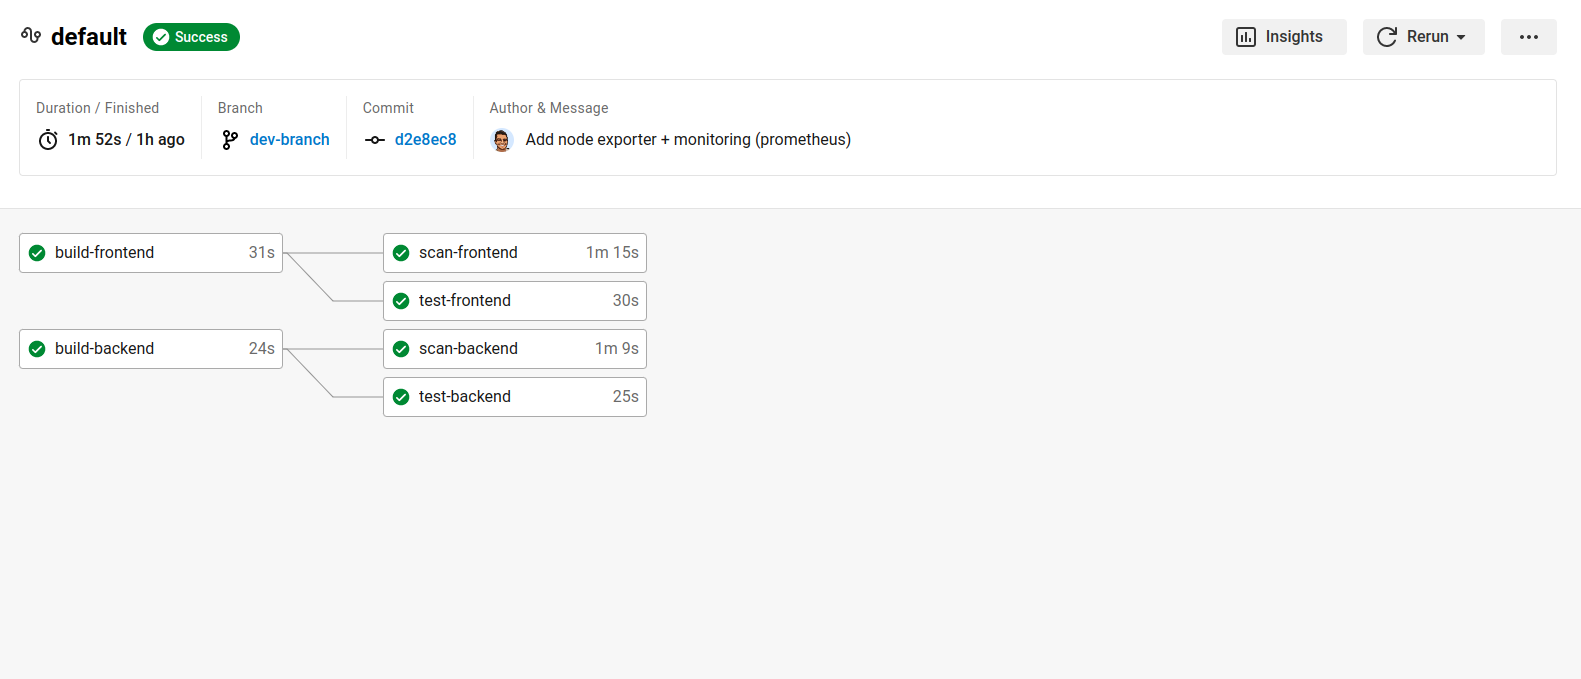 default
Success
Insights
Rerun
Duration / Finished
1m 52s / 1h ago
Branch
dev-branch
Commit
d2e8ec8
Author & Message
Add node exporter + monitoring (prometheus)
build-frontend 31s
scan-frontend 1m 15s
test-frontend 30s
build-backend 24s
scan-backend 1m 9s
test-backend 25s